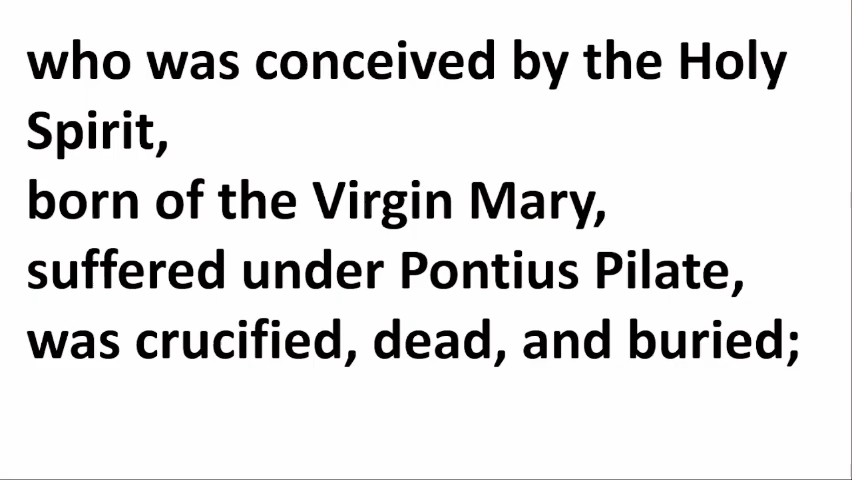 who was conceived by the Holy
Spirit,
born of the Virgin Mary,
suffered under Pontius Pilate,
was crucified, dead, and buried;